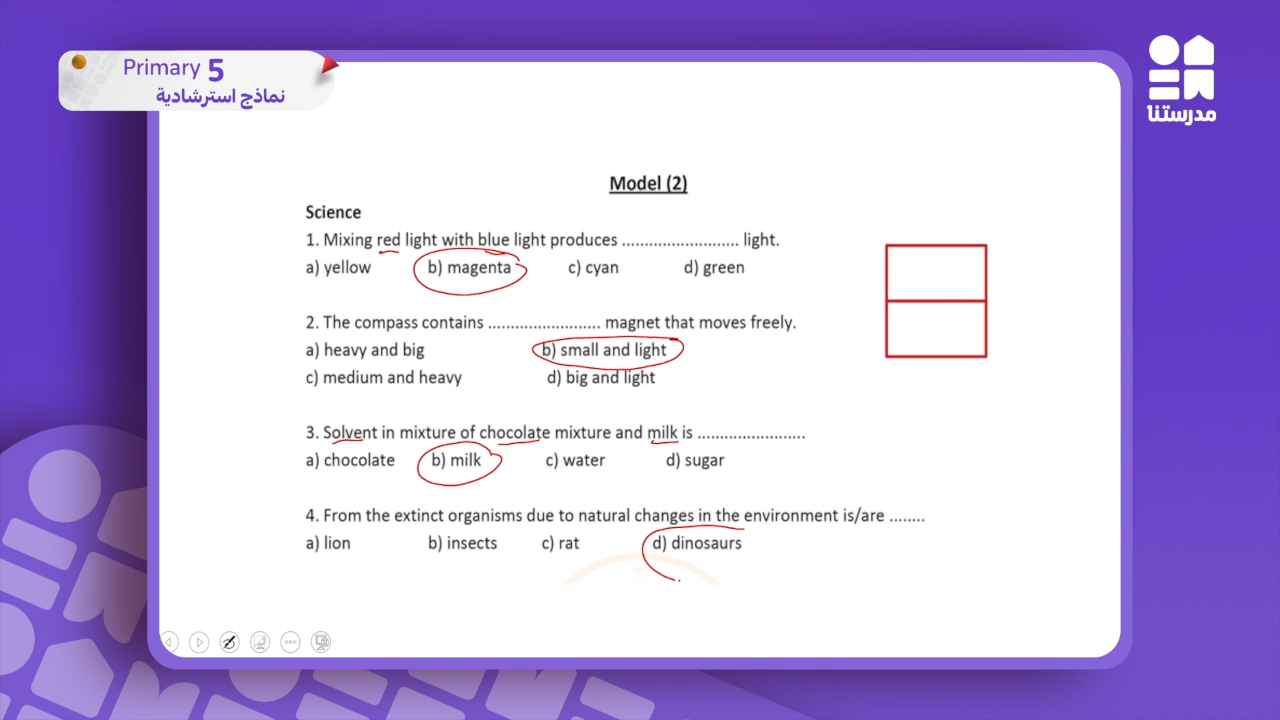 Primary 5
نماذج استرشادية
مدرستنا
Model (2)
Science
1. Mixing red light with blue light produces .......................... light.
a) yellow b) magenta c) cyan d) green
2. The compass contains ......................... magnet that moves freely.
a) heavy and big b) small and light
c) medium and heavy d) big and light
3. Solvent in mixture of chocolate mixture and milk is ........................
a) chocolate b) milk c) water d) sugar
4. From the extinct organisms due to natural changes in the environment is/are ........
a) lion b) insects c) rat d) dinosaurs